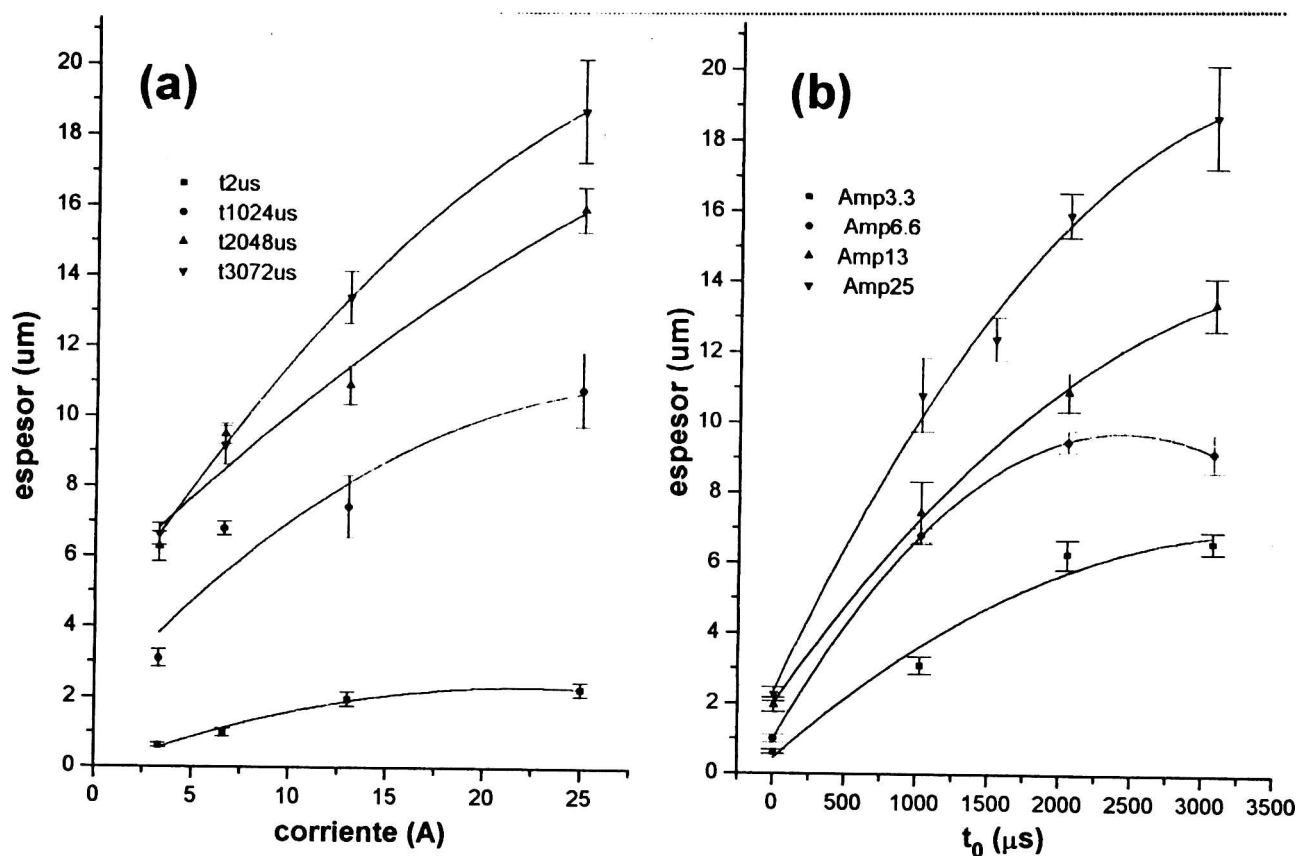 (a)
t2us
t1024us
t2048us
t3072us
espesor (um)
20
18
16
14
12
10
8
6
4
2
0
0
5
10
15
20
25
corriente (A)
(b)
Amp3.3
Amp6.6
Amp13
Amp25
espesor (um)
20
18
16
14
12
10
8
6
4
2
0
0
500
1000
1500
2000
2500
3000
3500
t₀ (μs)